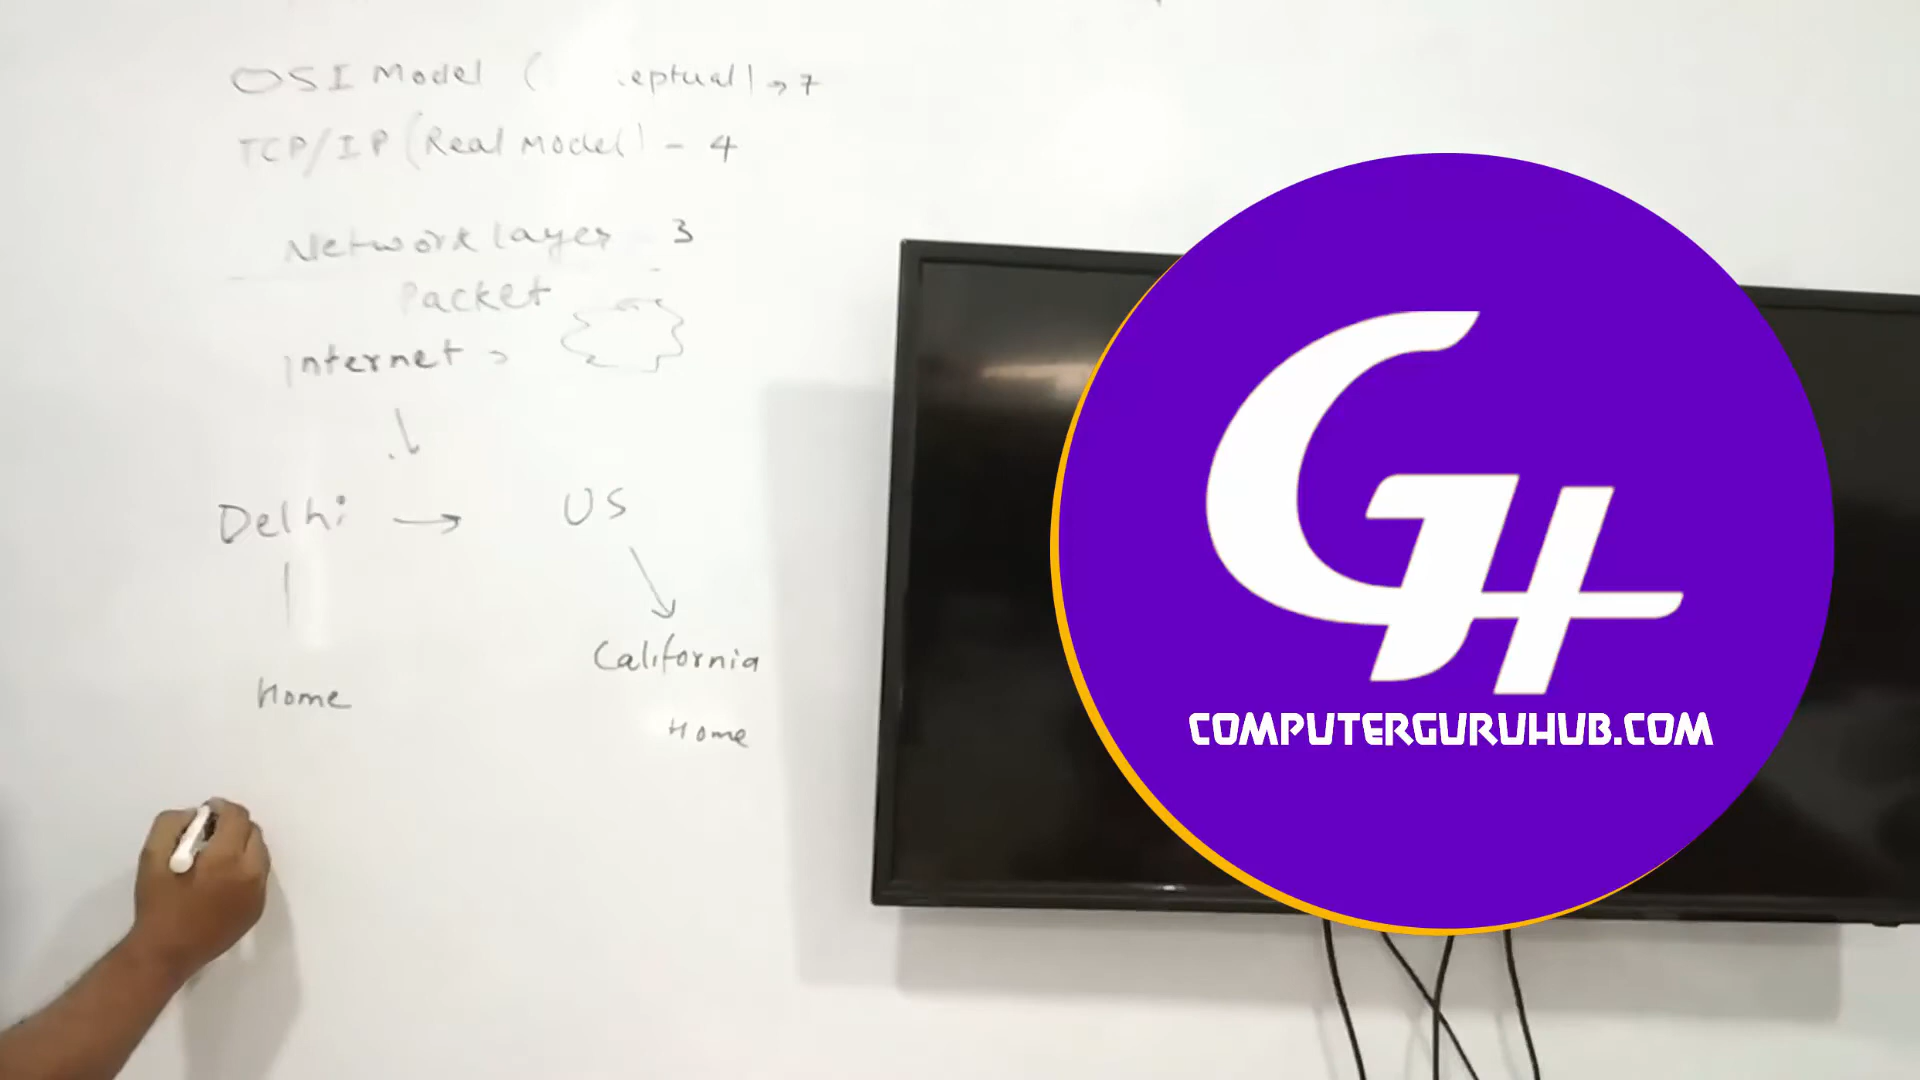 OSI Model ( eptual) → 7
TCP/IP (Real Model) - 4
Network layer 3
Packet
Internet >
Delhi → US
California
Home
Home
COMPUTERGURUHUB.COM